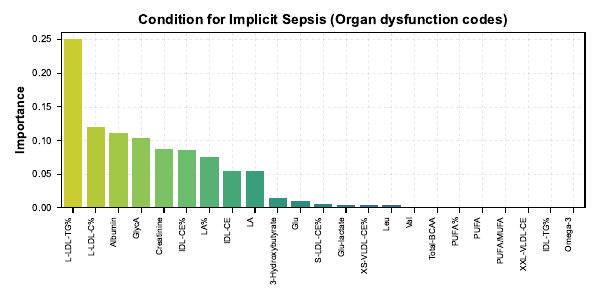 Condition for Implicit Sepsis (Organ dysfunction codes)
Importance
0.25
0.20
0.15
0.10
0.05
0.00
L-LDL-TG%
L-LDL-C%
Albumin
GlycA
Creatinine
IDL-CE%
LA%
IDL-CE
LA
3-Hydroxybutyrate
Glu
S-LDL-CE%
Glu-lactate
XS-VLDL-CE%
Leu
Val
Total-BCAA
PUFA%
PUFA
PUFA/MUFA
XXL-VLDL-CE
IDL-TG%
Omega-3